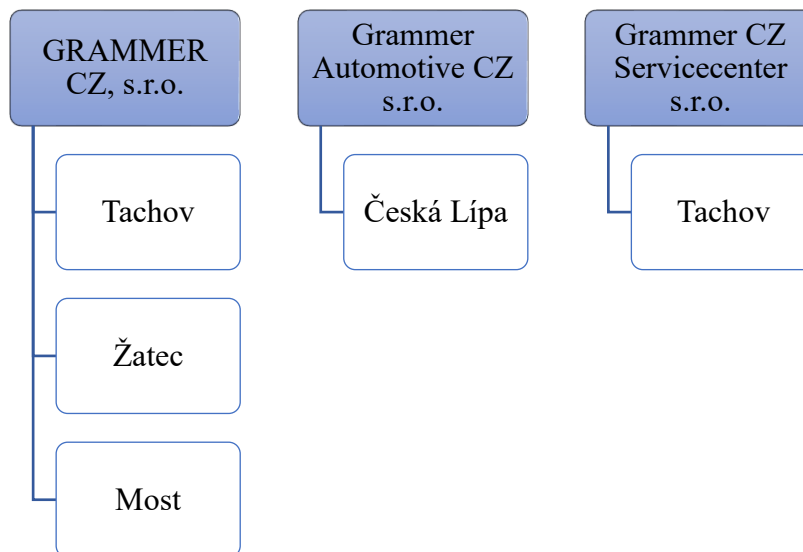 GRAMMER
CZ, s.r.o.
Tachov
Žatec
Most
Grammer
Automotive CZ
s.r.o.
Česká Lípa
Grammer CZ
Servicecenter
s.r.o.
Tachov